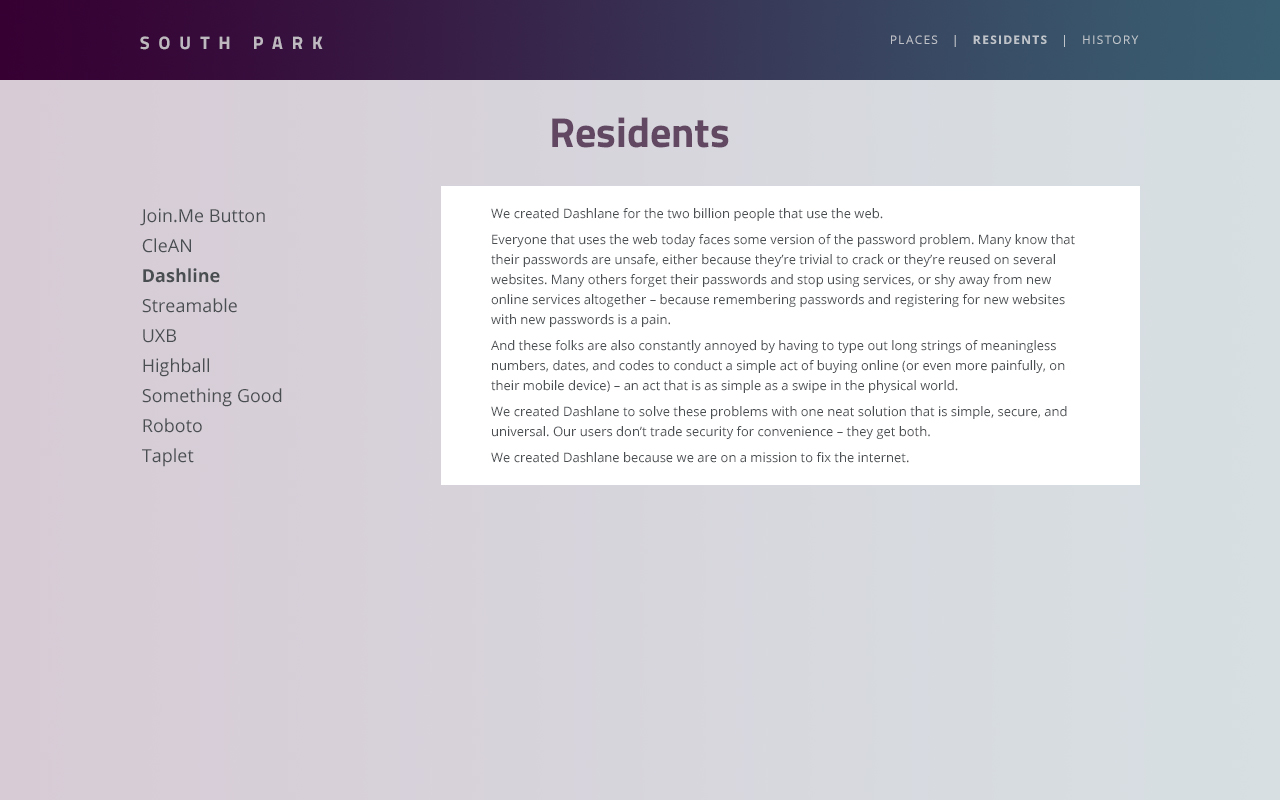 SOUTH PARK
PLACES | RESIDENTS | HISTORY
Residents
Join.Me Button
CleAN
Dashline
Streamable
UXB
Highball
Something Good
Roboto
Taplet
We created Dashlane for the two billion people that use the web.
Everyone that uses the web today faces some version of the password problem. Many know that
their passwords are unsafe, either because they’re trivial to crack or they’re reused on several
websites. Many others forget their passwords and stop using services, or shy away from new
online services altogether – because remembering passwords and registering for new websites
with new passwords is a pain.
And these folks are also constantly annoyed by having to type out long strings of meaningless
numbers, dates, and codes to conduct a simple act of buying online (or even more painfully, on
their mobile device) – an act that is as simple as a swipe in the physical world.
We created Dashlane to solve these problems with one neat solution that is simple, secure, and
universal. Our users don’t trade security for convenience – they get both.
We created Dashlane because we are on a mission to fix the internet.